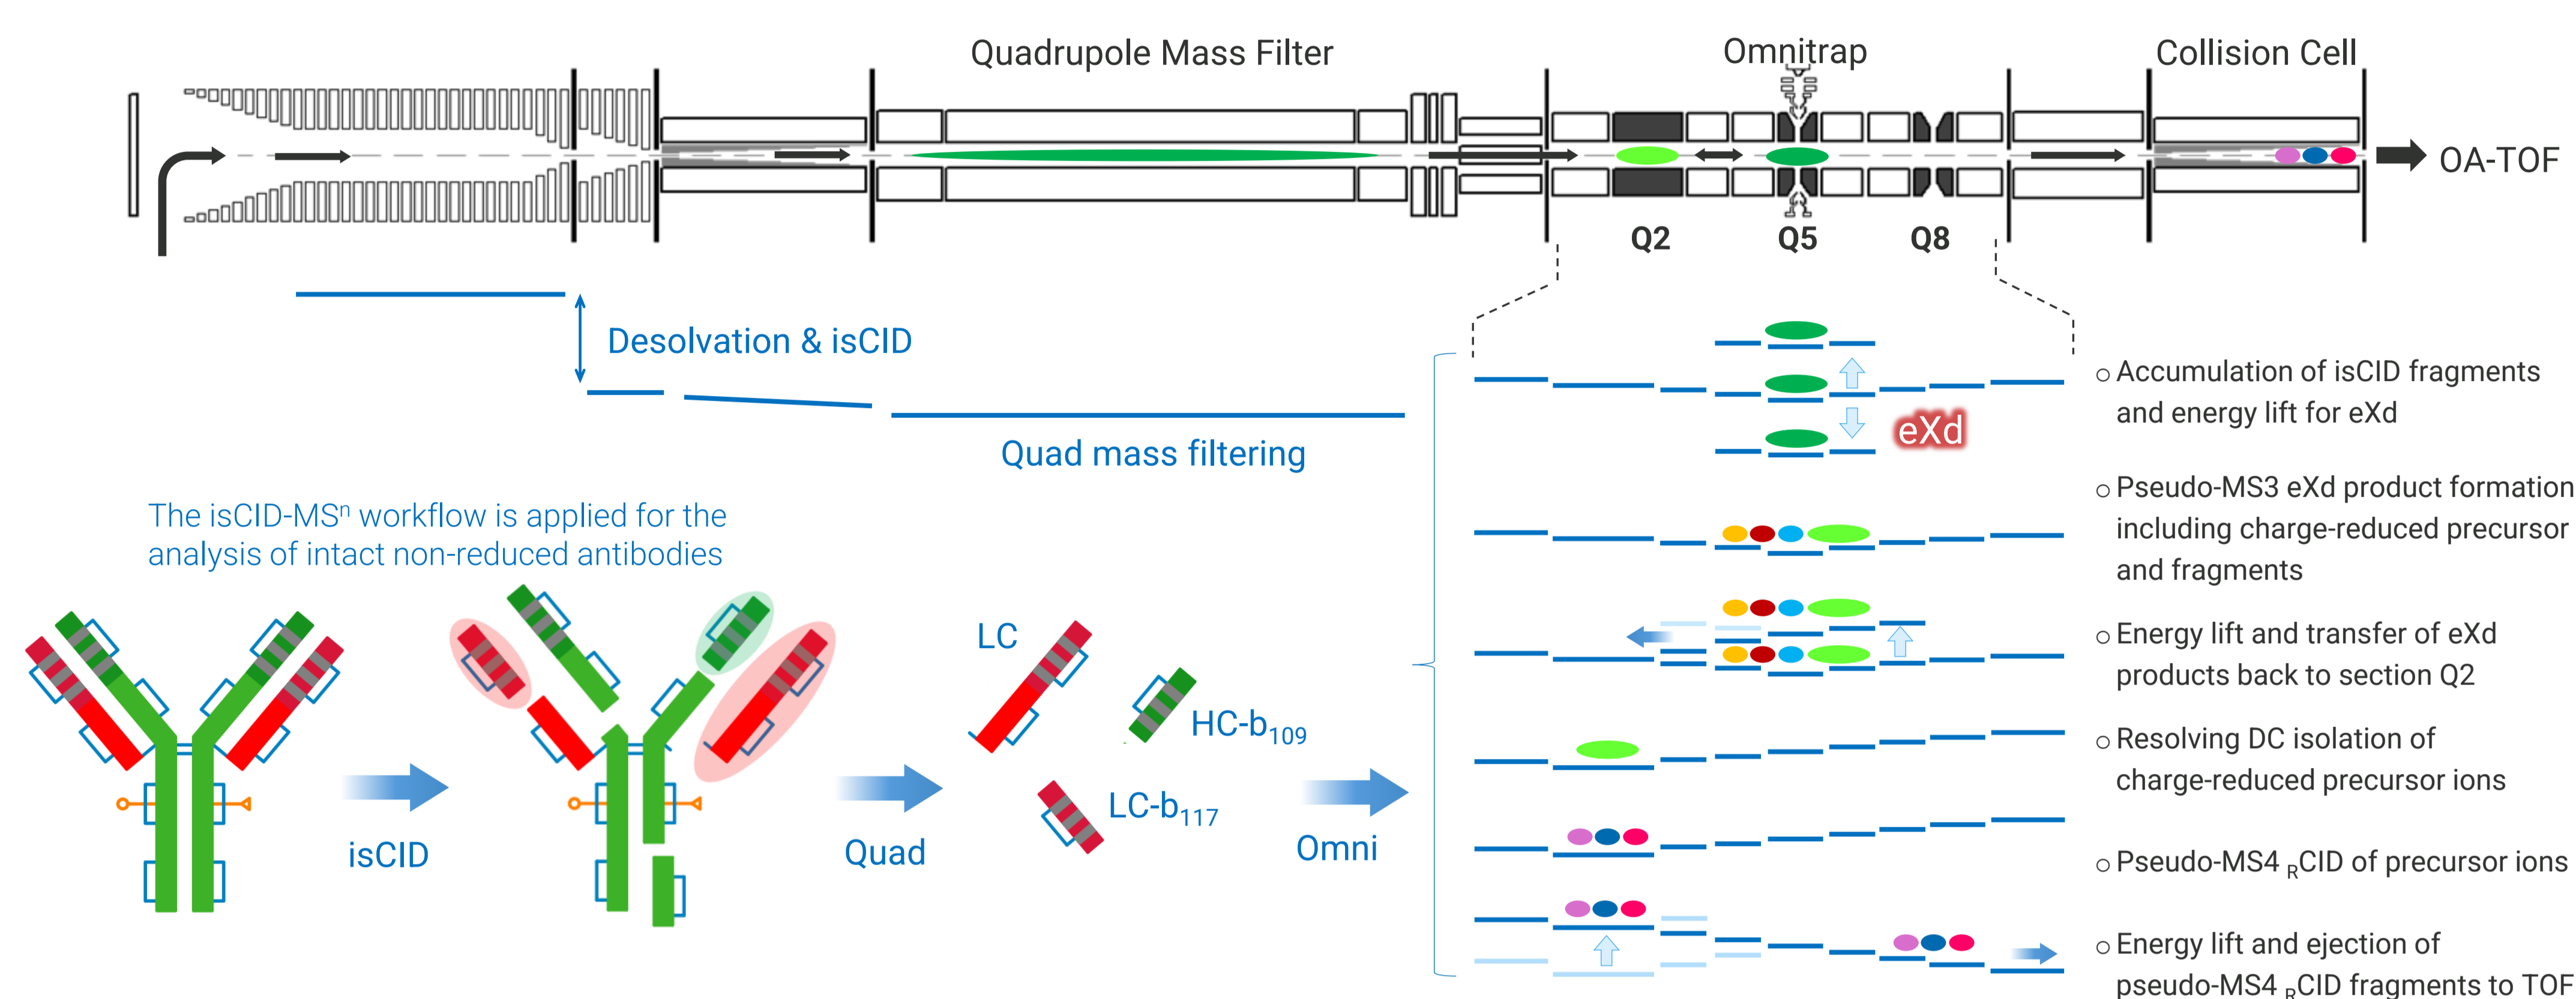 Quadrupole Mass Filter
Omnitrap
Collision Cell
OA-TOF
Q2
Q5
Q8
Desolvation & isCID
Quad mass filtering
The isCID-MSⁿ workflow is applied for the
analysis of intact non-reduced antibodies
isCID
Quad
LC
HC-b₁₀₉
LC-b₁₁₇
Omni
eXd
○ Accumulation of isCID fragments
and energy lift for eXd
○ Pseudo-MS3 eXd product formation
including charge-reduced precursor
and fragments
○ Energy lift and transfer of eXd
products back to section Q2
○ Resolving DC isolation of
charge-reduced precursor ions
○ Pseudo-MS4 RCID of precursor ions
○ Energy lift and ejection of
pseudo-MS4 RCID fragments to TOF